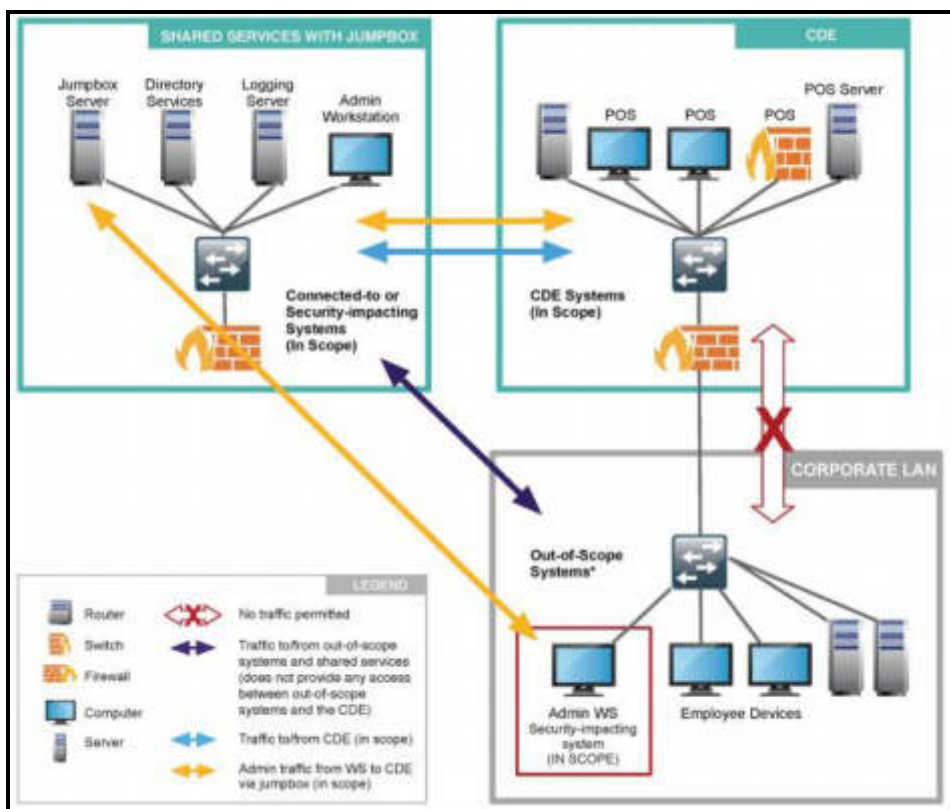 SHARED SERVICES WITH JUMPBOX
Jumpbox
Server
Directory
Services
Logging
Server
Admin
Workstation
Connected-to or
Security-impacting
Systems
(In Scope)
CDE
POS
POS
POS
POS Server
CDE Systems
(In Scope)
X
CORPORATE LAN
Out-of-Scope
Systems*
Admin WS
Security-impacting
system
(IN SCOPE)
Employee Devices
LEGEND
Router
Switch
Firewall
Computer
Server
X
No traffic permitted
Traffic to/from out-of-scope
systems and shared services
(does not provide any access
between out-of-scope
systems and the CDE)
Traffic to/from CDE (in scope)
Admin traffic from WS to CDE
via jumpbox (in scope)